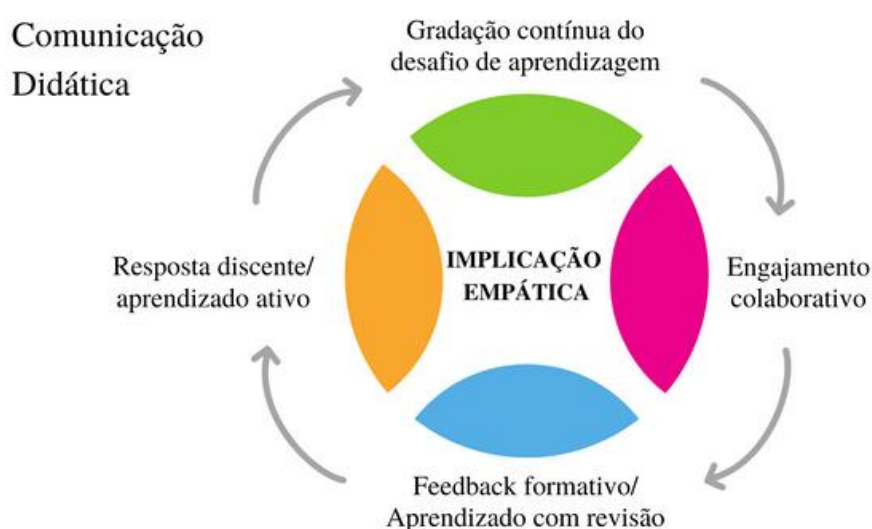 Comunicação
Didática
Gradação contínua do
desafio de aprendizagem
Engajamento
colaborativo
Feedback formativo/
Aprendizado com revisão
Resposta discente/
aprendizado ativo
IMPLICAÇÃO
EMPÁTICA